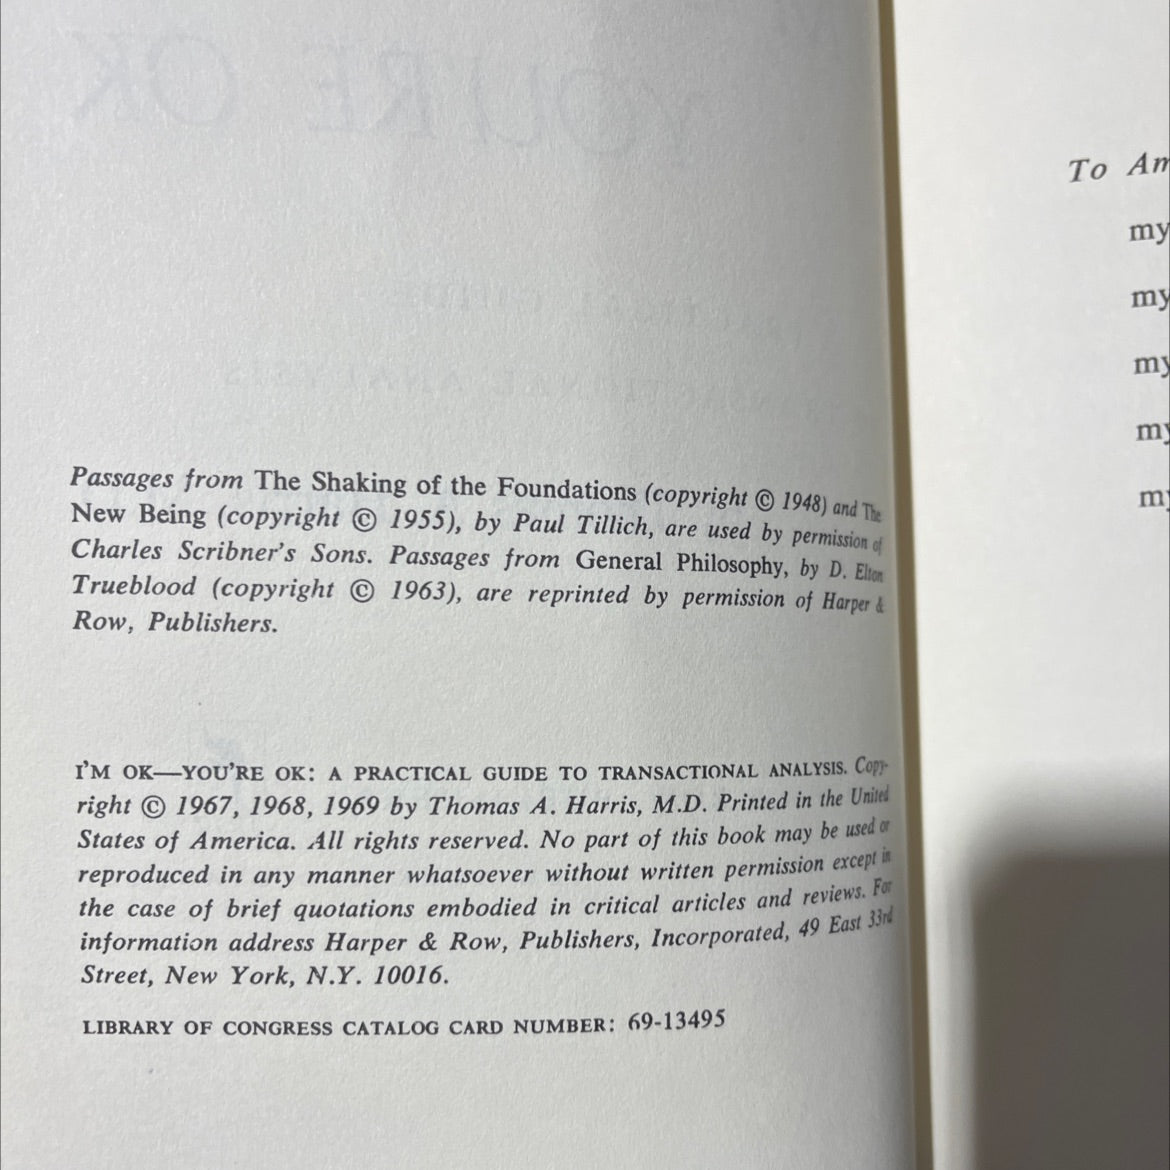 Passages from The Shaking of the Foundations (copyright © 1948) and The
New Being (copyright © 1955), by Paul Tillich, are used by permission of
Charles Scribner's Sons. Passages from General Philosophy, by D. Elton
Trueblood (copyright © 1963), are reprinted by permission of Harper &
Row, Publishers.
I'M OK—YOU'RE OK: A PRACTICAL GUIDE TO TRANSACTIONAL ANALYSIS. Copy-
right © 1967, 1968, 1969 by Thomas A. Harris, M.D. Printed in the United
States of America. All rights reserved. No part of this book may be used or
reproduced in any manner whatsoever without written permission except in
the case of brief quotations embodied in critical articles and reviews. For
information address Harper & Row, Publishers, Incorporated, 49 East 33rd
Street, New York, N.Y. 10016.
LIBRARY OF CONGRESS CATALOG CARD NUMBER: 69-13495
To
my
my
my
my
my